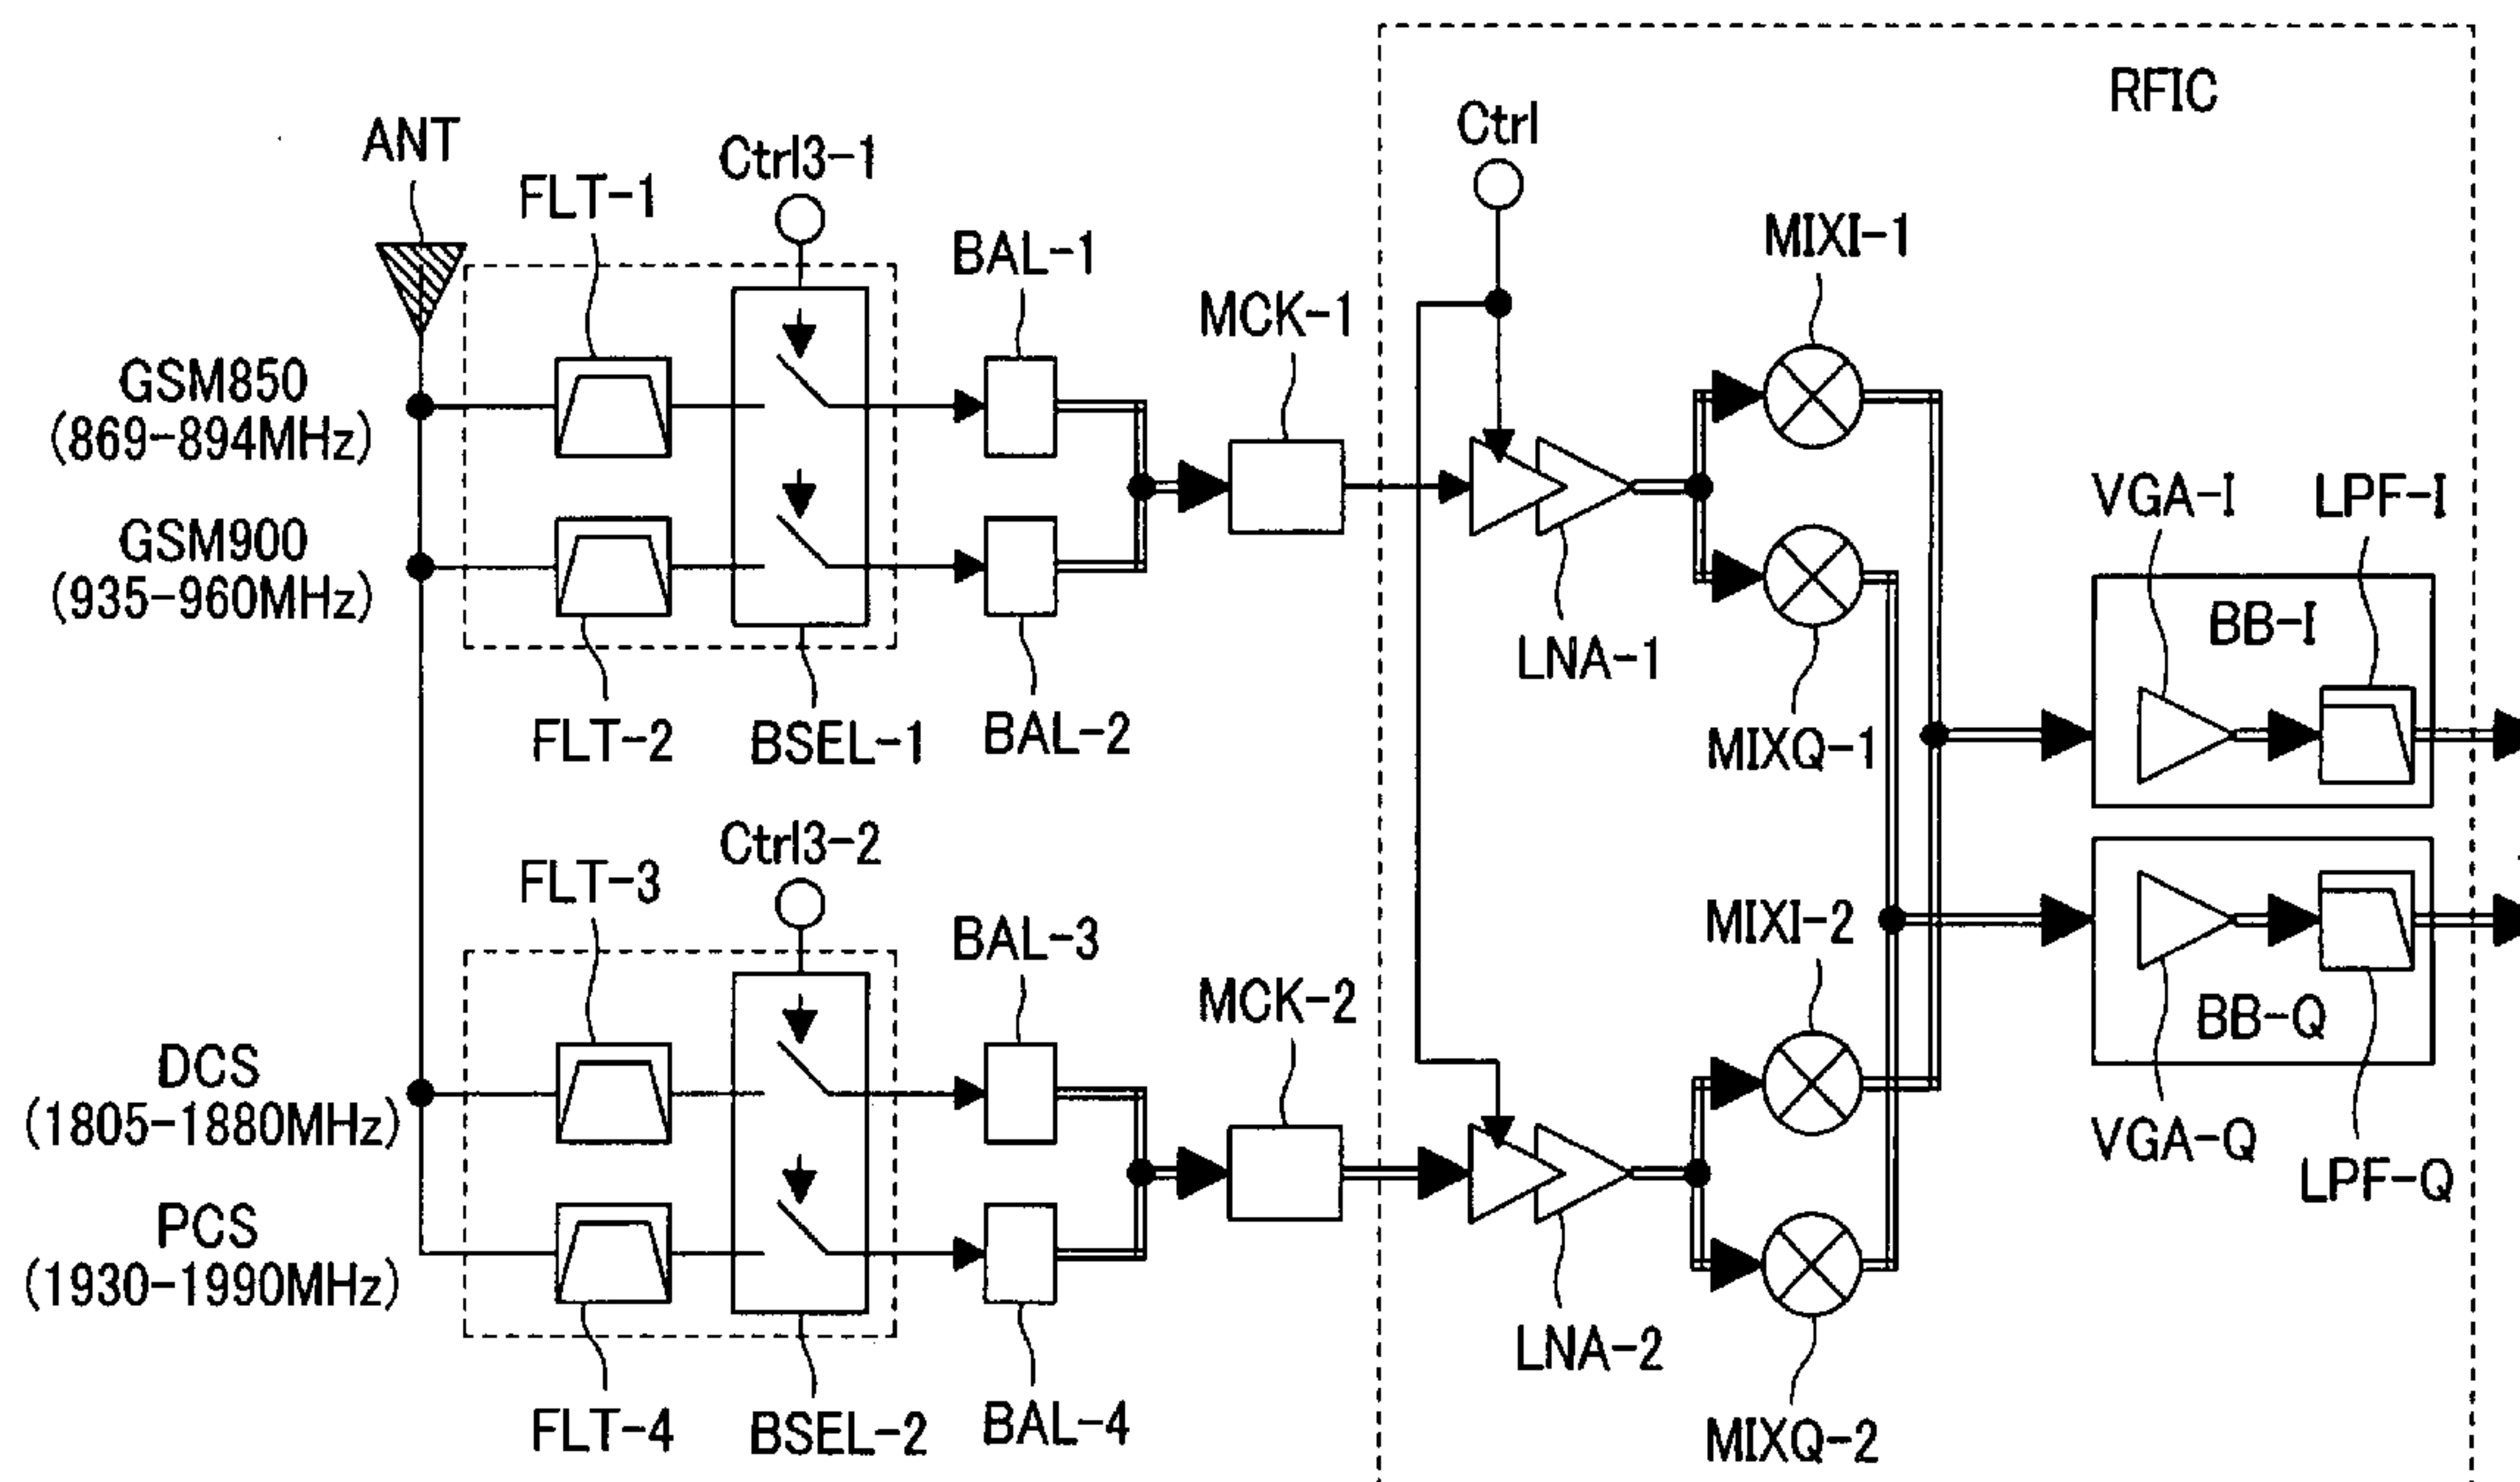 RFIC
ANT
Ctrl3-1
Ctrl
FLT-1
BAL-1
MIXI-1
MCK-1
GSM850
(869-894MHz)
VGA-I
LPF-I
GSM900
(935-960MHz)
BB-I
LNA-1
FLT-2
BSEL-1
BAL-2
MIXQ-1
Ctrl3-2
FLT-3
BAL-3
MIXI-2
MCK-2
BB-Q
DCS
(1805-1880MHz)
VGA-Q
LPF-Q
PCS
(1930-1990MHz)
LNA-2
FLT-4
BSEL-2
BAL-4
MIXQ-2